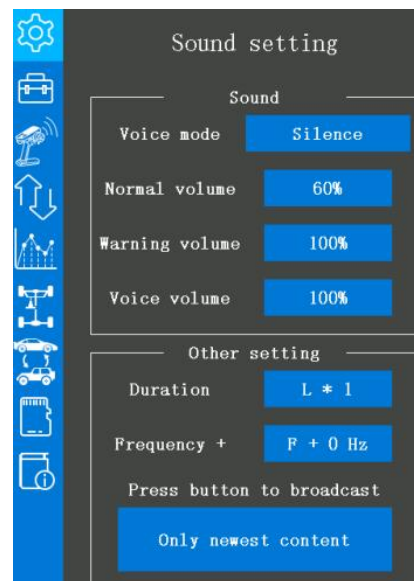 Sound setting
Sound
Voice mode Silence
Normal volume 60%
Warning volume 100%
Voice volume 100%
Other setting
Duration L * 1
Frequency + F + 0 Hz
Press button to broadcast
Only newest content